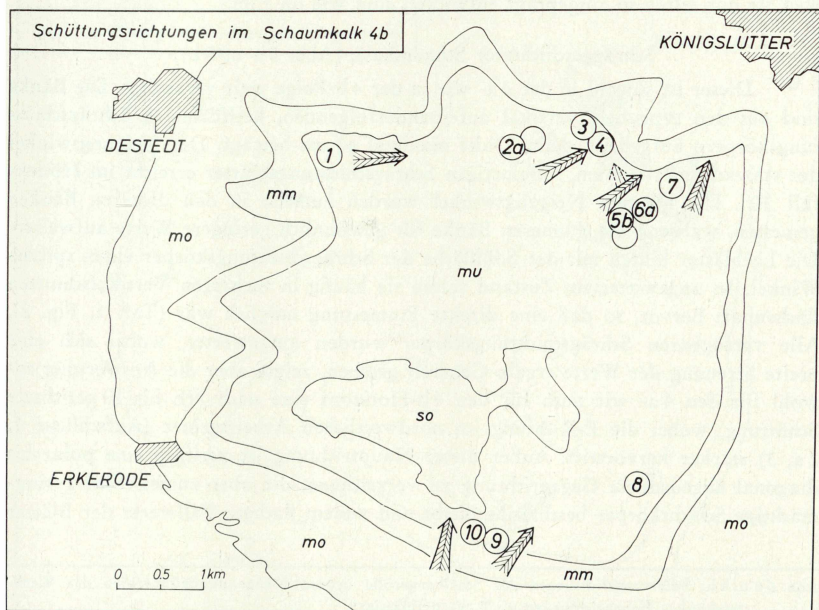 Schüttungsrichtungen im Schaumkalk 4b
KÖNIGSLUTTER
DESTEDT
1
2a
3
4
7
mm
mo
5b
6a
mu
so
ERKERODE
8
mo
10
9
mo
mm
0 0.5 1km